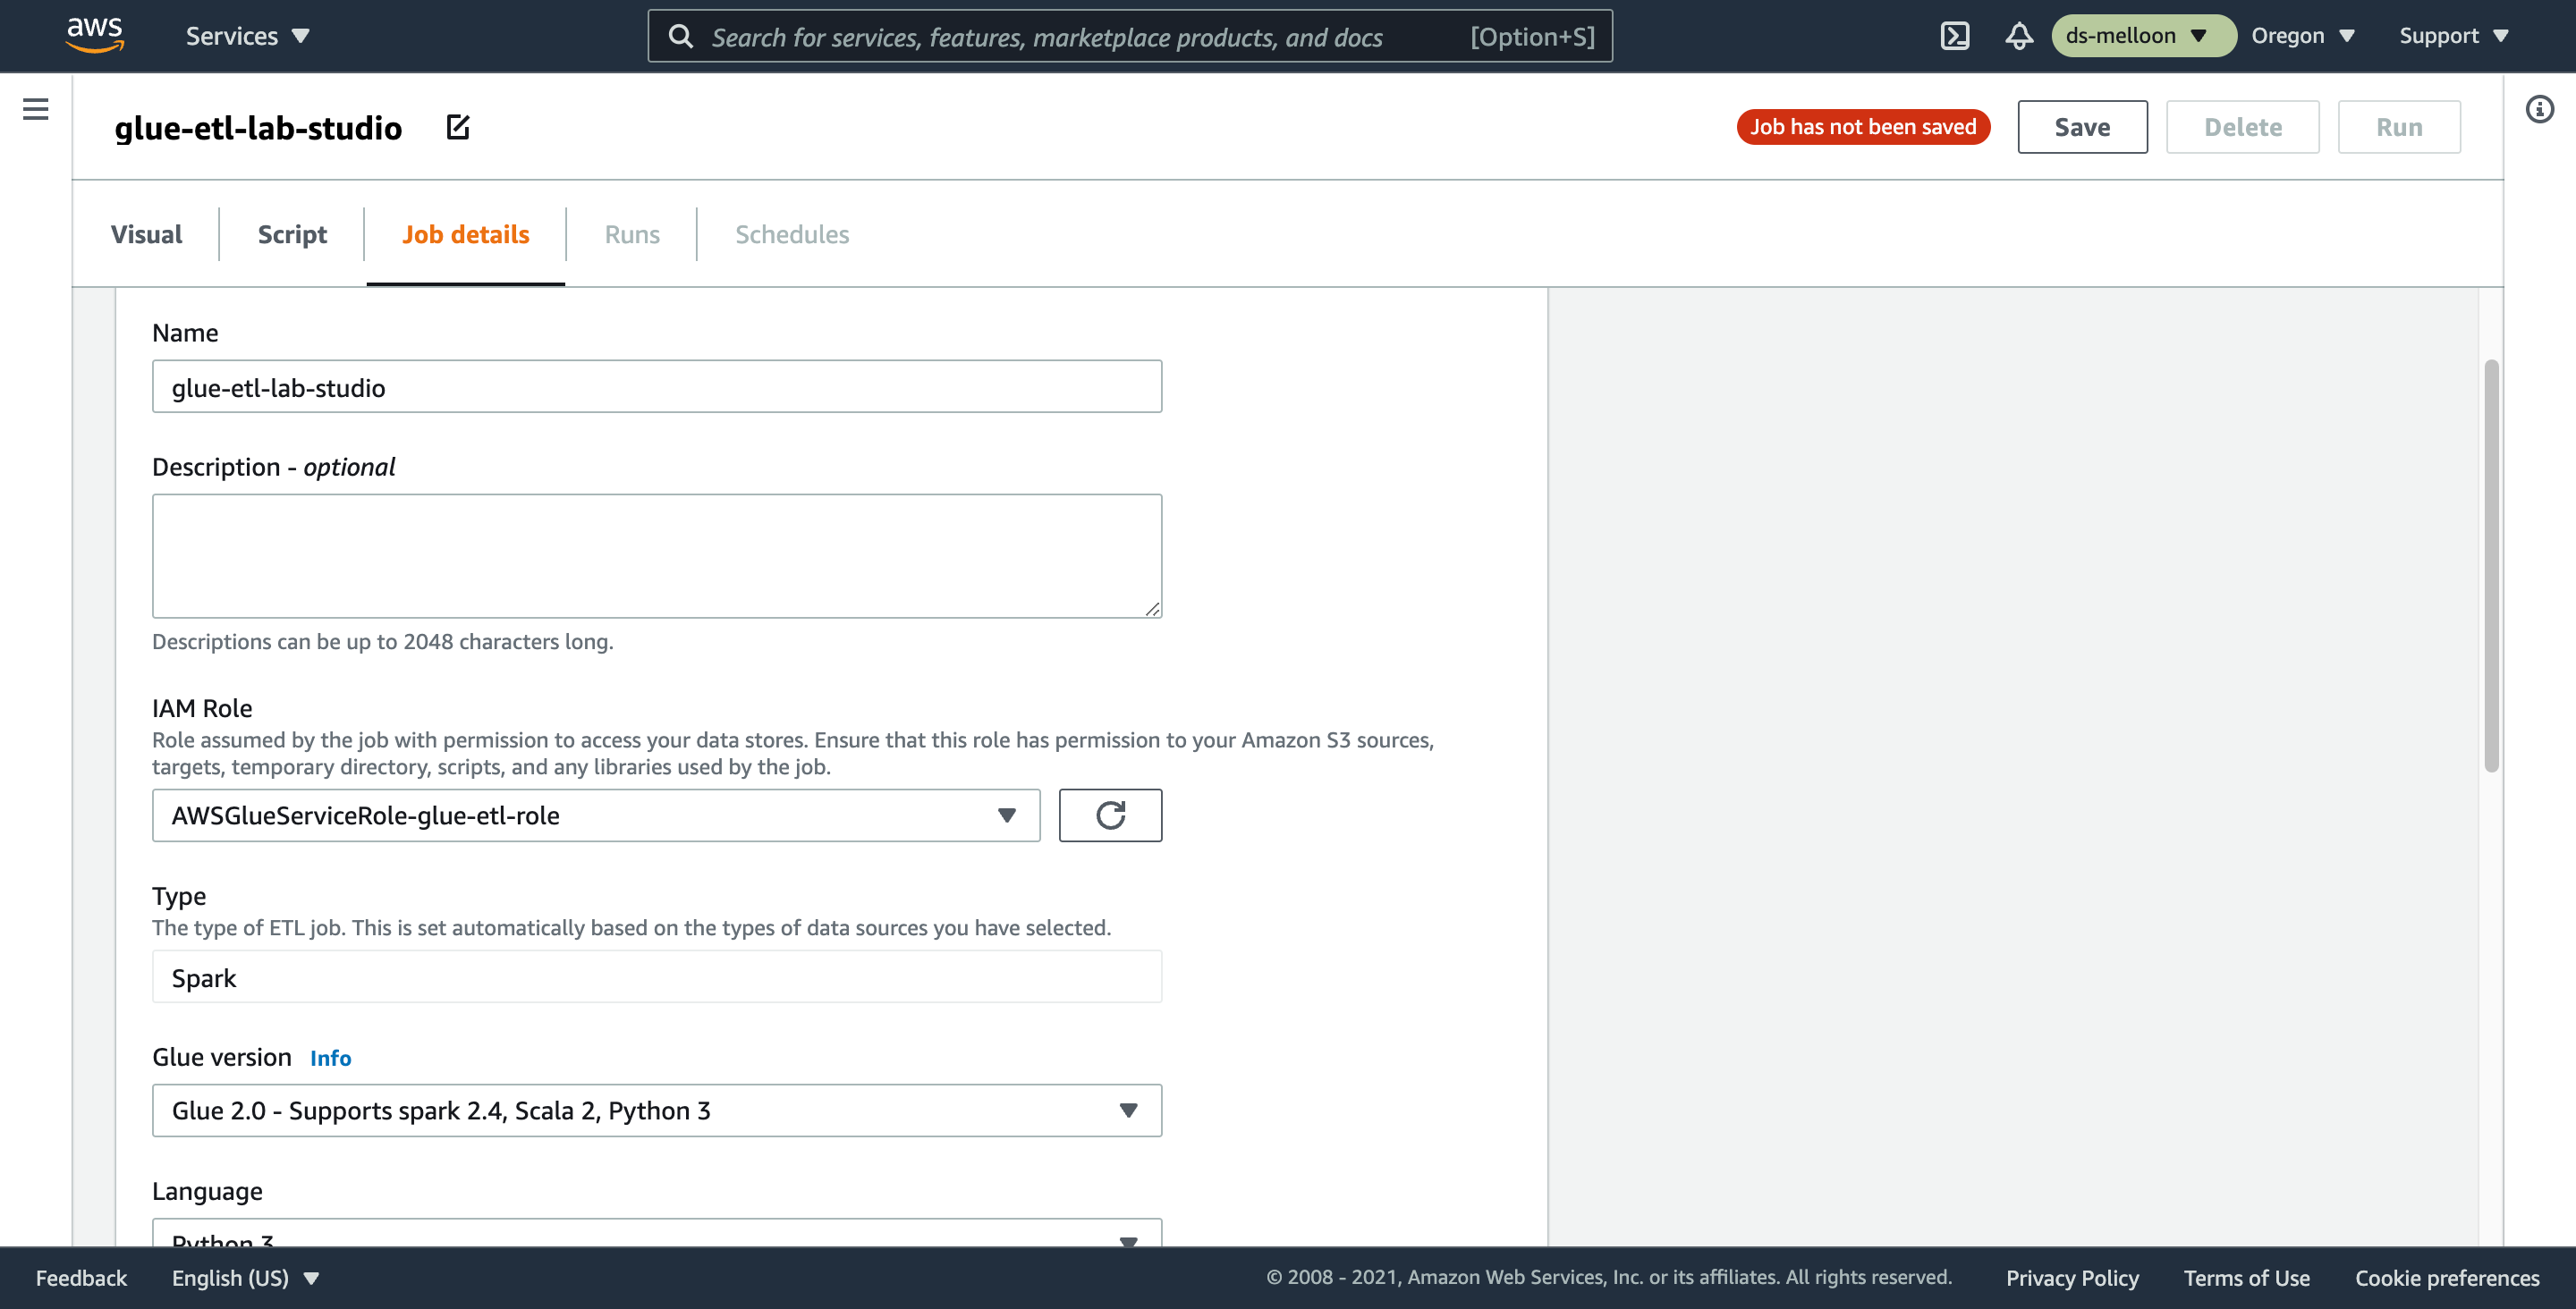 aws
Services
Search for services, features, marketplace products, and docs
[Option+S]
ds-melloon
Oregon
Support
glue-etl-lab-studio
Job has not been saved
Save
Delete
Run
Visual
Script
Job details
Runs
Schedules
Name
glue-etl-lab-studio
Description - optional
Descriptions can be up to 2048 characters long.
IAM Role
Role assumed by the job with permission to access your data stores. Ensure that this role has permission to your Amazon S3 sources,
targets, temporary directory, scripts, and any libraries used by the job.
AWSGlueServiceRole-glue-etl-role
Type
The type of ETL job. This is set automatically based on the types of data sources you have selected.
Spark
Glue version Info
Glue 2.0 - Supports spark 2.4, Scala 2, Python 3
Language
Python 3
Feedback
English (US)
© 2008 - 2021, Amazon Web Services, Inc. or its affiliates. All rights reserved.
Privacy Policy
Terms of Use
Cookie preferences